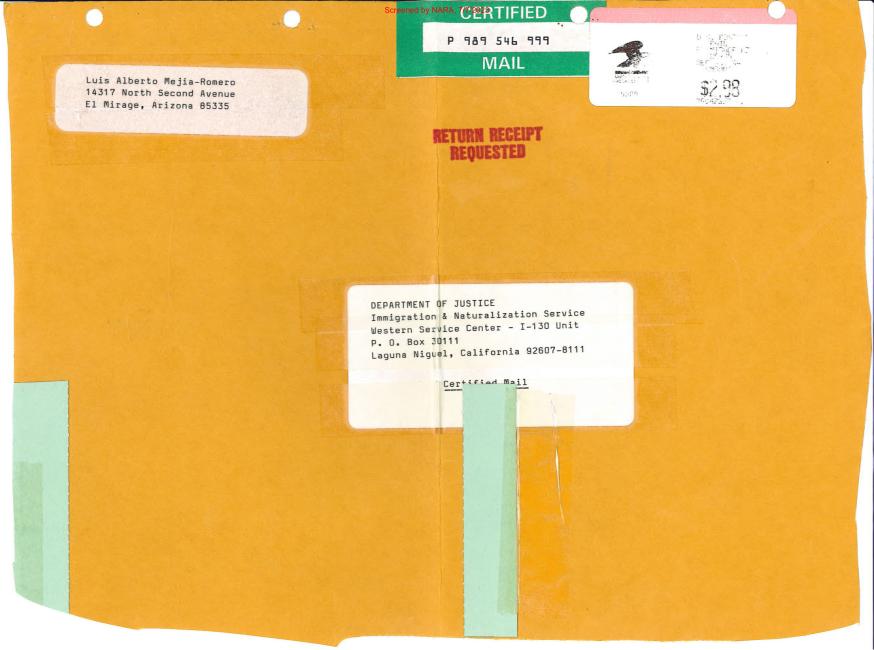 Screened by NARA,
CERTIFIED
P 989 546 999
MAIL
$2.98
Luis Alberto Mejia-Romero
14317 North Second Avenue
El Mirage, Arizona 85335
RETURN RECEIPT
REQUESTED
DEPARTMENT OF JUSTICE
Immigration & Naturalization Service
Western Service Center - I-130 Unit
P. O. Box 30111
Laguna Niguel, California 92607-8111
Certified Mail